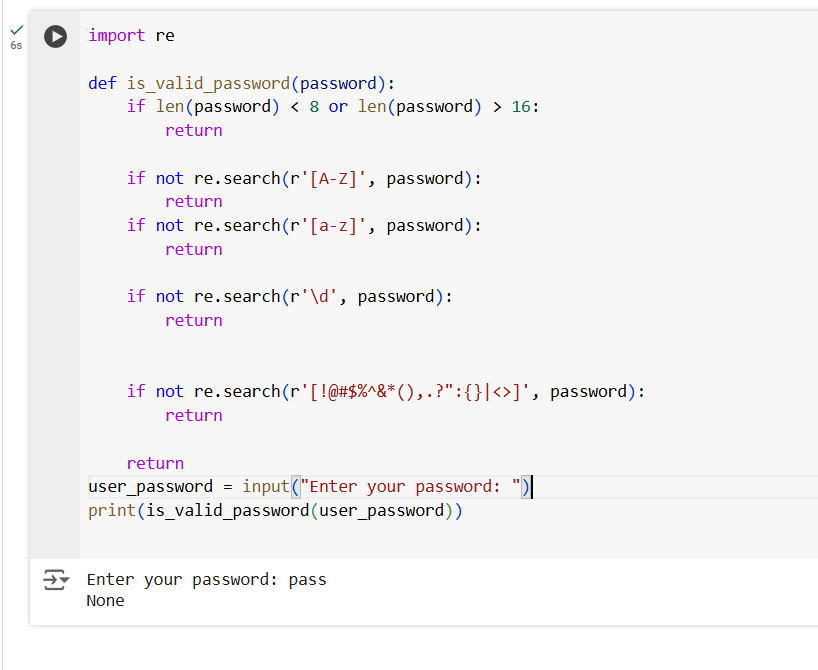 6s
import re
def is_valid_password(password):
    if len(password) < 8 or len(password) > 16:
        return
    if not re.search(r'[A-Z]', password):
        return
    if not re.search(r'[a-z]', password):
        return
    if not re.search(r'\d', password):
        return
    if not re.search(r'[!@#$%^&*(),.?":{}|<>]', password):
        return
    return
user_password = input("Enter your password: ")
print(is_valid_password(user_password))
Enter your password: pass
None